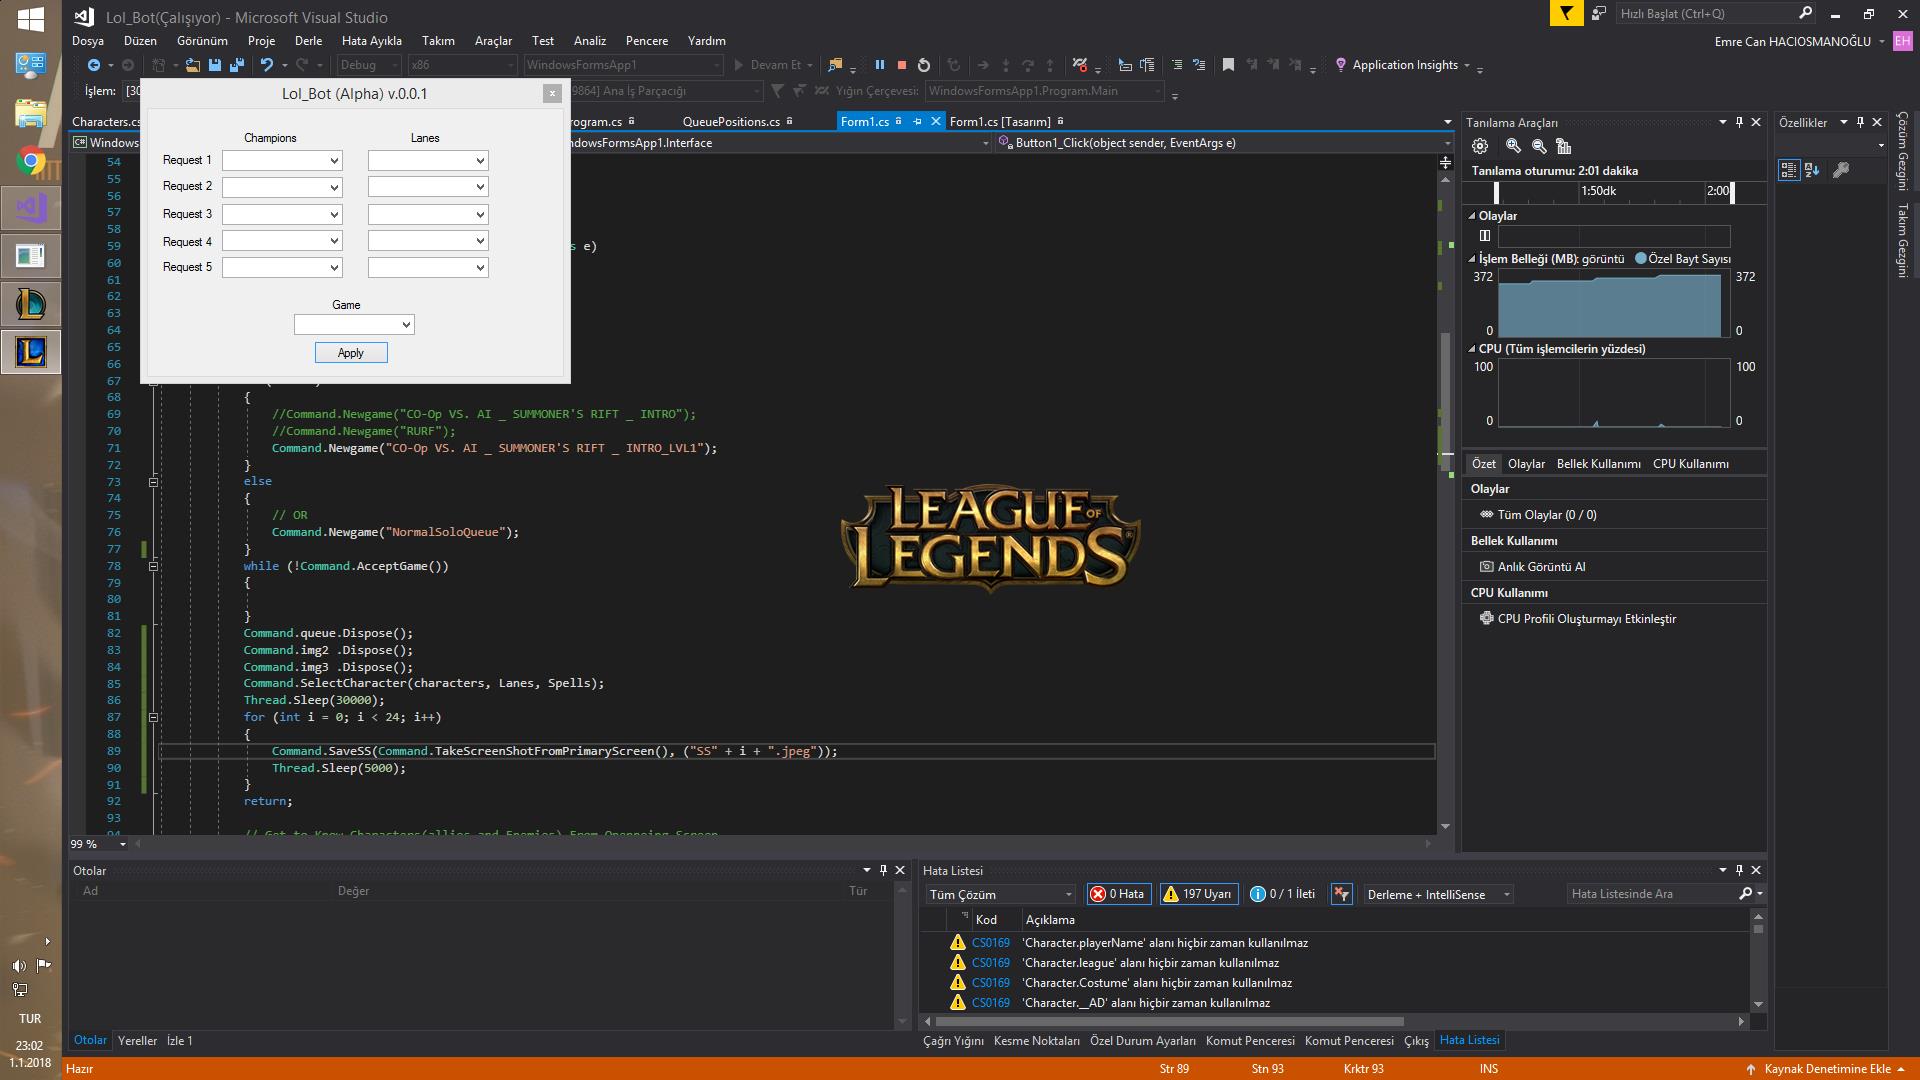 Lol_Bot(Çalışıyor) - Microsoft Visual Studio
Hızlı Başlat (Ctrl+Q)
Dosya Düzen Görünüm Proje Derle Hata Ayıkla Takım Araçlar Test Analiz Pencere Yardım
Emre Can HACIOSMANOĞLU EH
Debug x86 WindowsFormsApp1 Devam Et Application Insights
İşlem: [30 9864] Ana İş Parçacığı Yığın Çerçevesi: WindowsFormsApp1.Program.Main
Lol_Bot (Alpha) v.0.0.1
Champions Lanes
Request 1
Request 2
Request 3
Request 4
Request 5
Game
Apply
Characters.cs rogram.cs QueuePositions.cs Form1.cs Form1.cs [Tasarım]
C# Windows ndowsFormsApp1.Interface Button1_Click(object sender, EventArgs e)
54
55
56
57
58
59 s e)
60
61
62
63
64
65
66
67
68 {
69 //Command.Newgame("CO-Op VS. AI _ SUMMONER'S RIFT _ INTRO");
70 //Command.Newgame("RURF");
71 Command.Newgame("CO-Op VS. AI _ SUMMONER'S RIFT _ INTRO_LVL1");
72 }
73 else
74 {
75 // OR
76 Command.Newgame("NormalSoloQueue");
77 }
78 while (!Command.AcceptGame())
79 {
80
81 }
82 Command.queue.Dispose();
83 Command.img2 .Dispose();
84 Command.img3 .Dispose();
85 Command.SelectCharacter(characters, Lanes, Spells);
86 Thread.Sleep(30000);
87 for (int i = 0; i < 24; i++)
88 {
89 Command.SaveSS(Command.TakeScreenShotFromPrimaryScreen(), ("SS" + i + ".jpeg"));
90 Thread.Sleep(5000);
91 }
92 return;
93
99 %
LEAGUE OF LEGENDS
Tanılama Araçları
Tanılama oturumu: 2:01 dakika
1:50dk 2:00
Olaylar
İşlem Belleği (MB): görüntü Özel Bayt Sayısı
372 372
0 0
CPU (Tüm işlemcilerin yüzdesi)
100 100
0 0
Özet Olaylar Bellek Kullanımı CPU Kullanımı
Olaylar
Tüm Olaylar (0 / 0)
Bellek Kullanımı
Anlık Görüntü Al
CPU Kullanımı
CPU Profili Oluşturmayı Etkinleştir
Özellikler
Çözüm Gezgini
Takım Gezgini
Otolar
Ad Değer Tür
Otolar Yereller İzle 1
Hata Listesi
Tüm Çözüm 0 Hata 197 Uyarı 0 / 1 İleti Derleme + IntelliSense Hata Listesinde Ara
Kod Açıklama
CS0169 'Character.playerName' alanı hiçbir zaman kullanılmaz
CS0169 'Character.league' alanı hiçbir zaman kullanılmaz
CS0169 'Character.Costume' alanı hiçbir zaman kullanılmaz
CS0169 'Character.__AD' alanı hiçbir zaman kullanılmaz
Çağrı Yığını Kesme Noktaları Özel Durum Ayarları Komut Penceresi Komut Penceresi Çıkış Hata Listesi
Hazır Str 89 Stn 93 Krktr 93 INS Kaynak Denetimine Ekle
TUR
23:02
1.1.2018